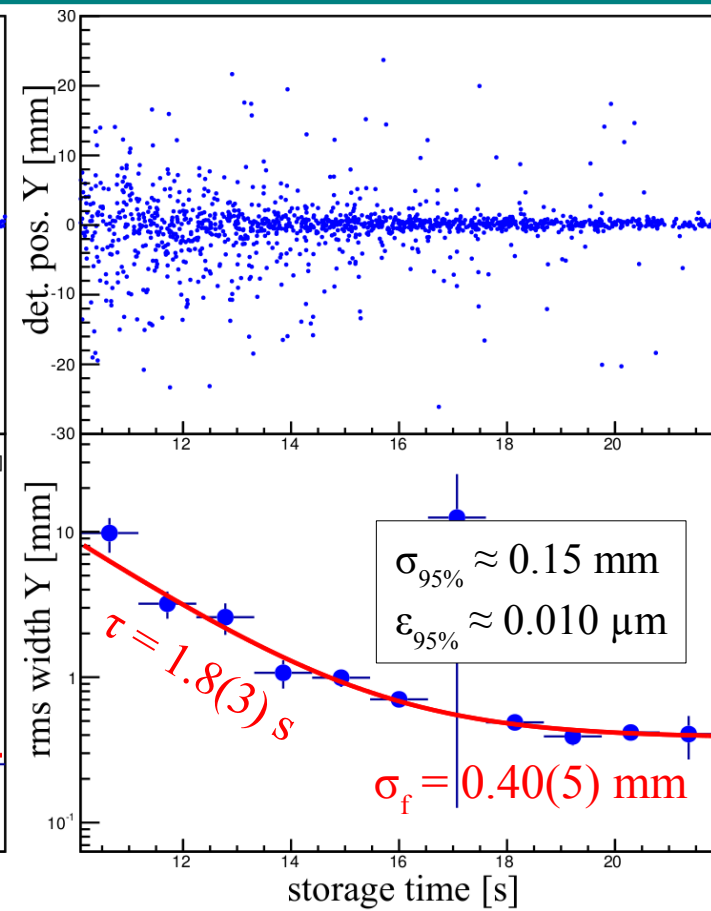 30
20
10
0
-10
-20
-30
det. pos. Y [mm]
12 14 16 18 20
10
1
10⁻¹
rms width Y [mm]
σ95% ≈ 0.15 mm
ε95% ≈ 0.010 µm
τ = 1.8(3) s
σf = 0.40(5) mm
12 14 16 18 20
storage time [s]